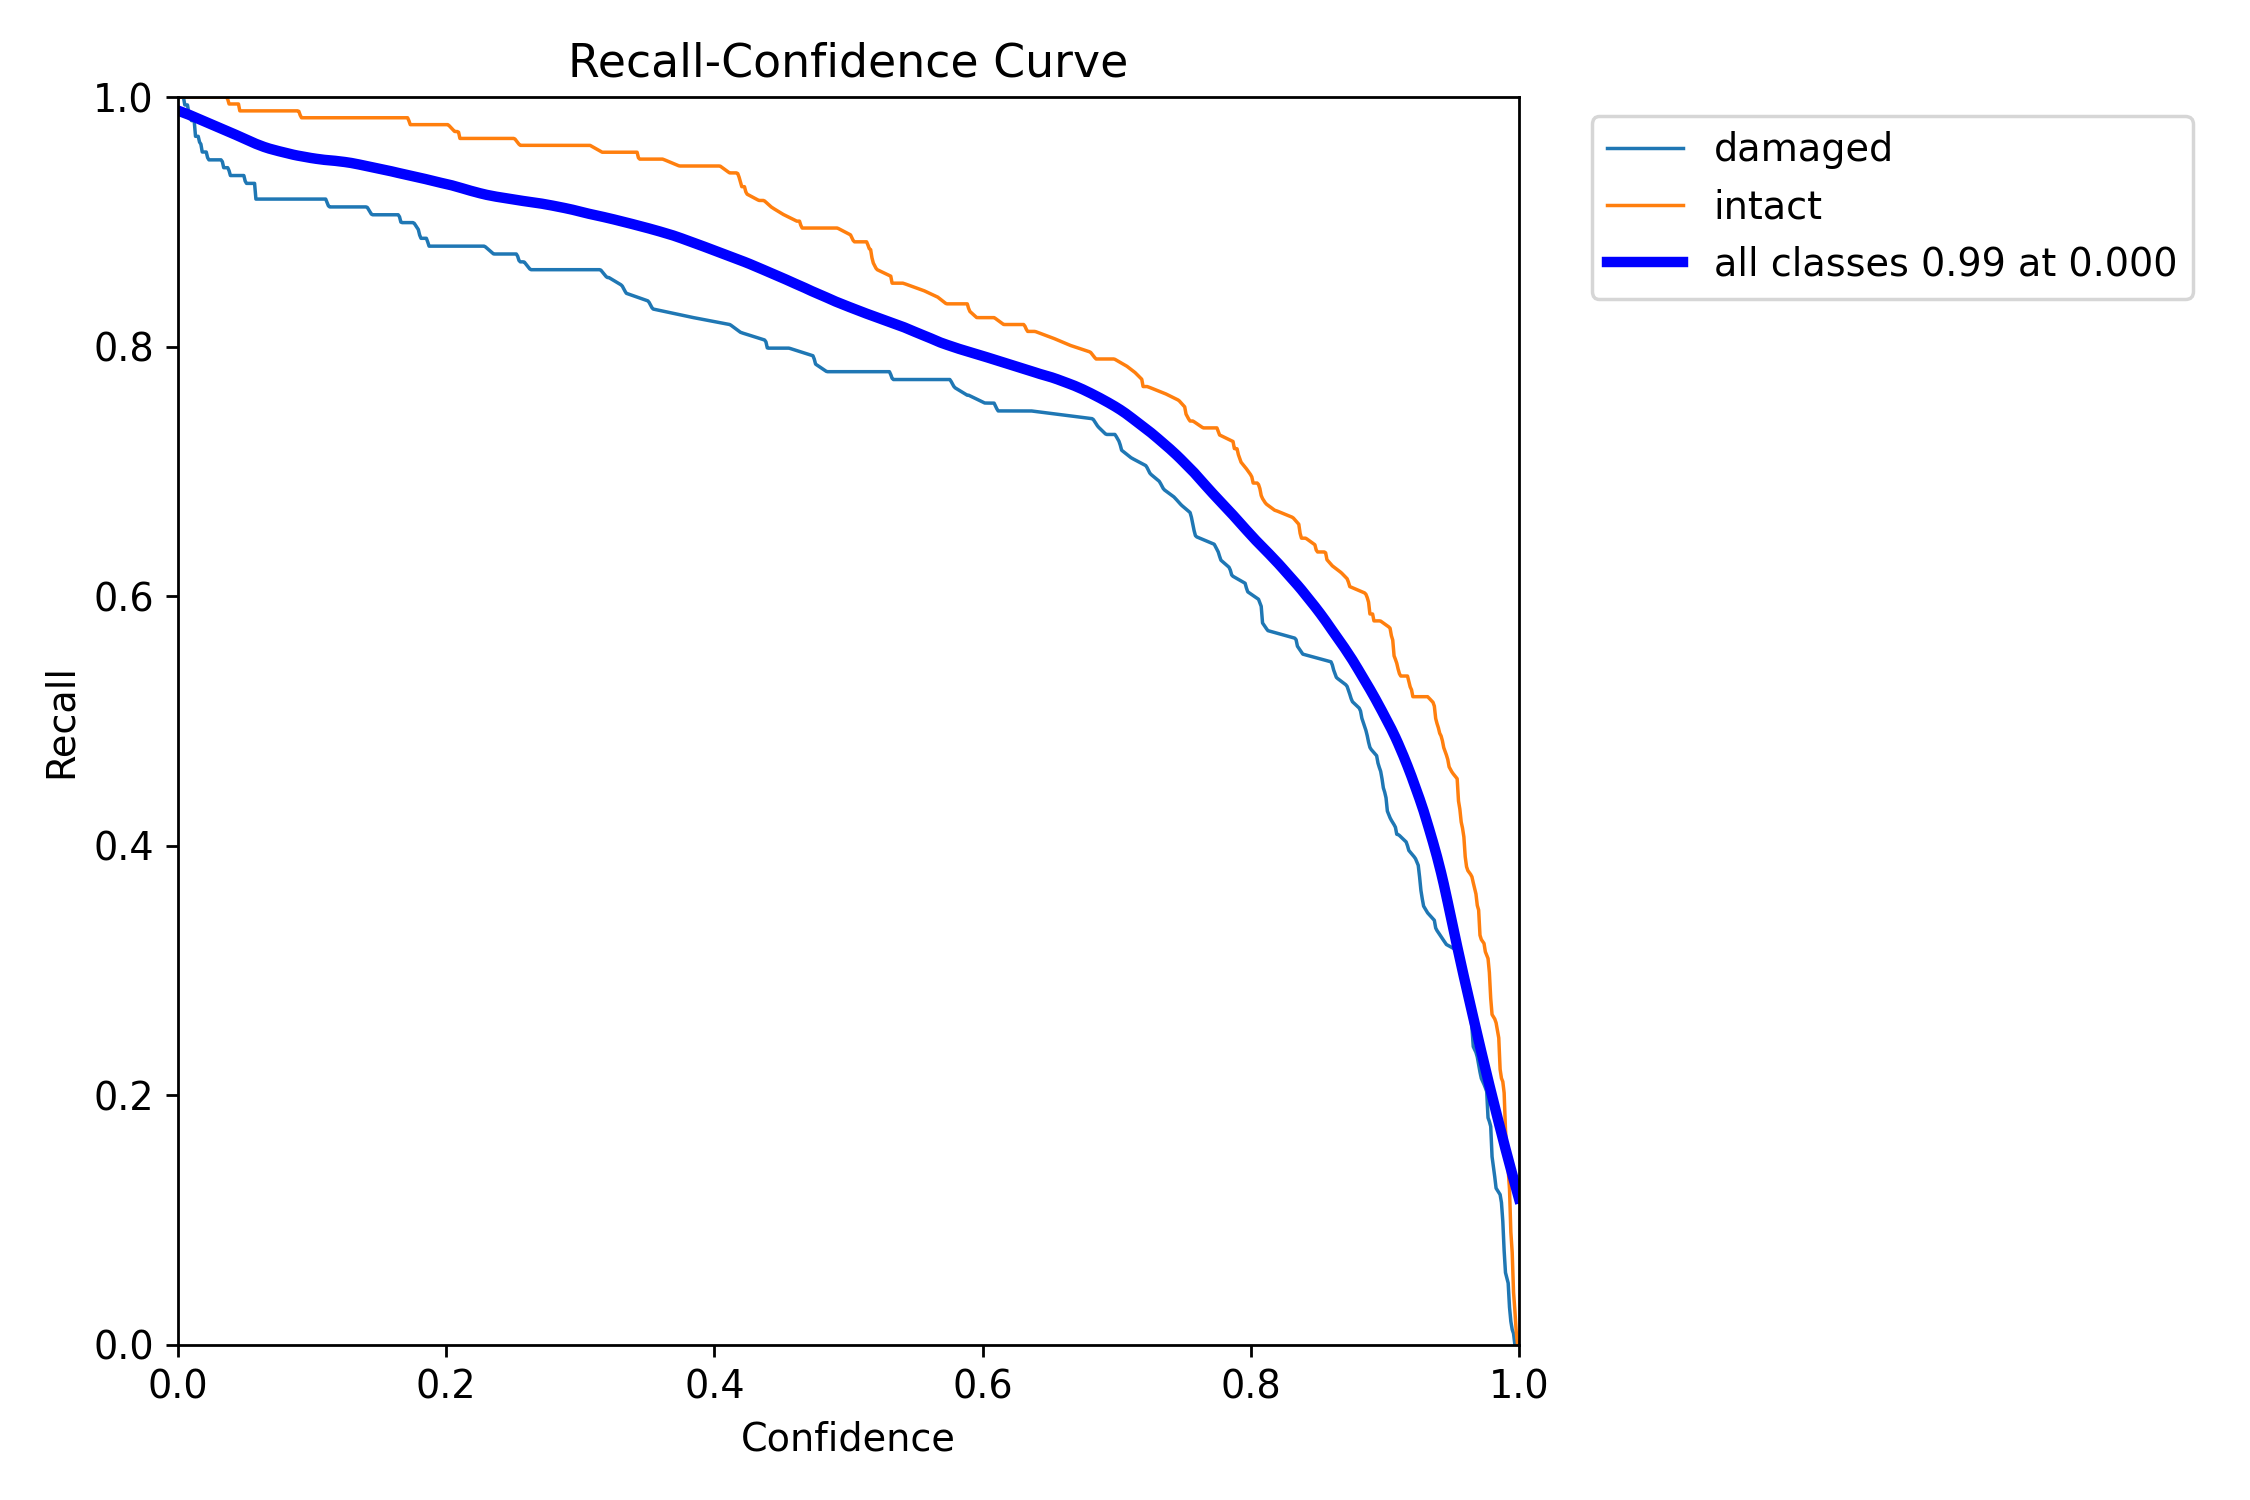 Recall-Confidence Curve
1.0
0.8
0.6
0.4
0.2
0.0
Recall
0.0 0.2 0.4 0.6 0.8 1.0
Confidence
damaged
intact
all classes 0.99 at 0.000